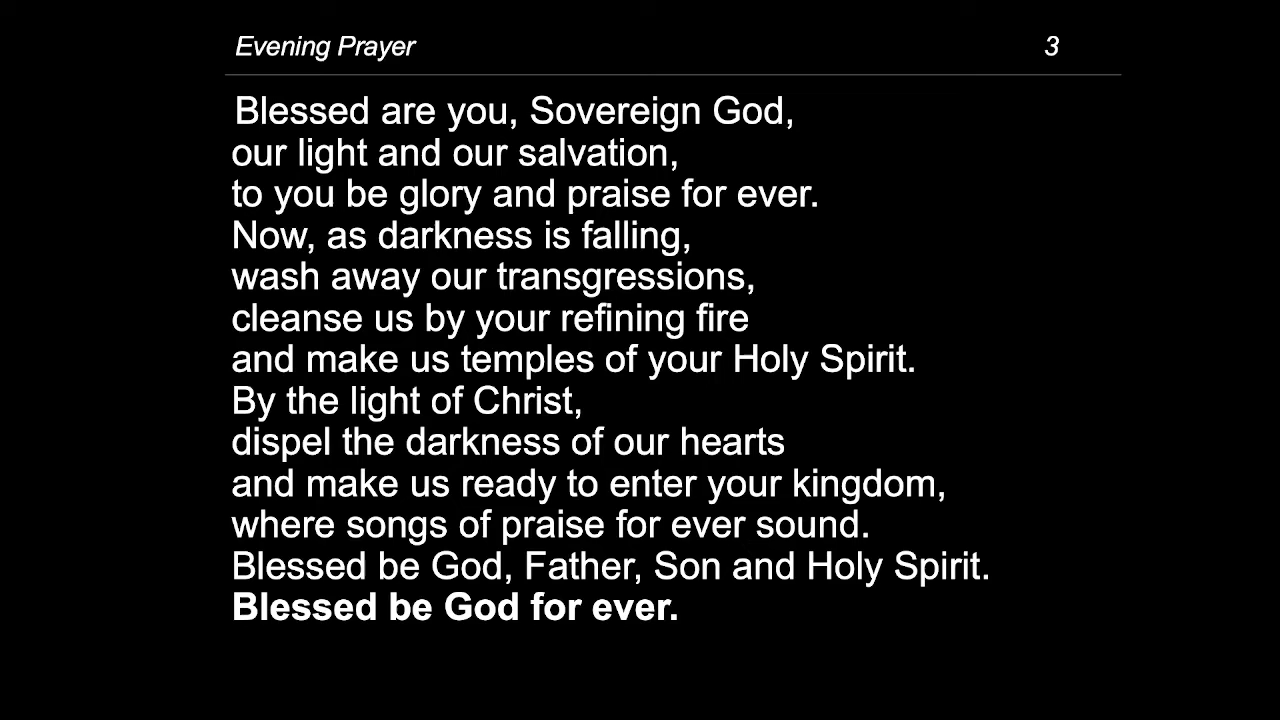 Evening Prayer 3
Blessed are you, Sovereign God,
our light and our salvation,
to you be glory and praise for ever.
Now, as darkness is falling,
wash away our transgressions,
cleanse us by your refining fire
and make us temples of your Holy Spirit.
By the light of Christ,
dispel the darkness of our hearts
and make us ready to enter your kingdom,
where songs of praise for ever sound.
Blessed be God, Father, Son and Holy Spirit.
Blessed be God for ever.